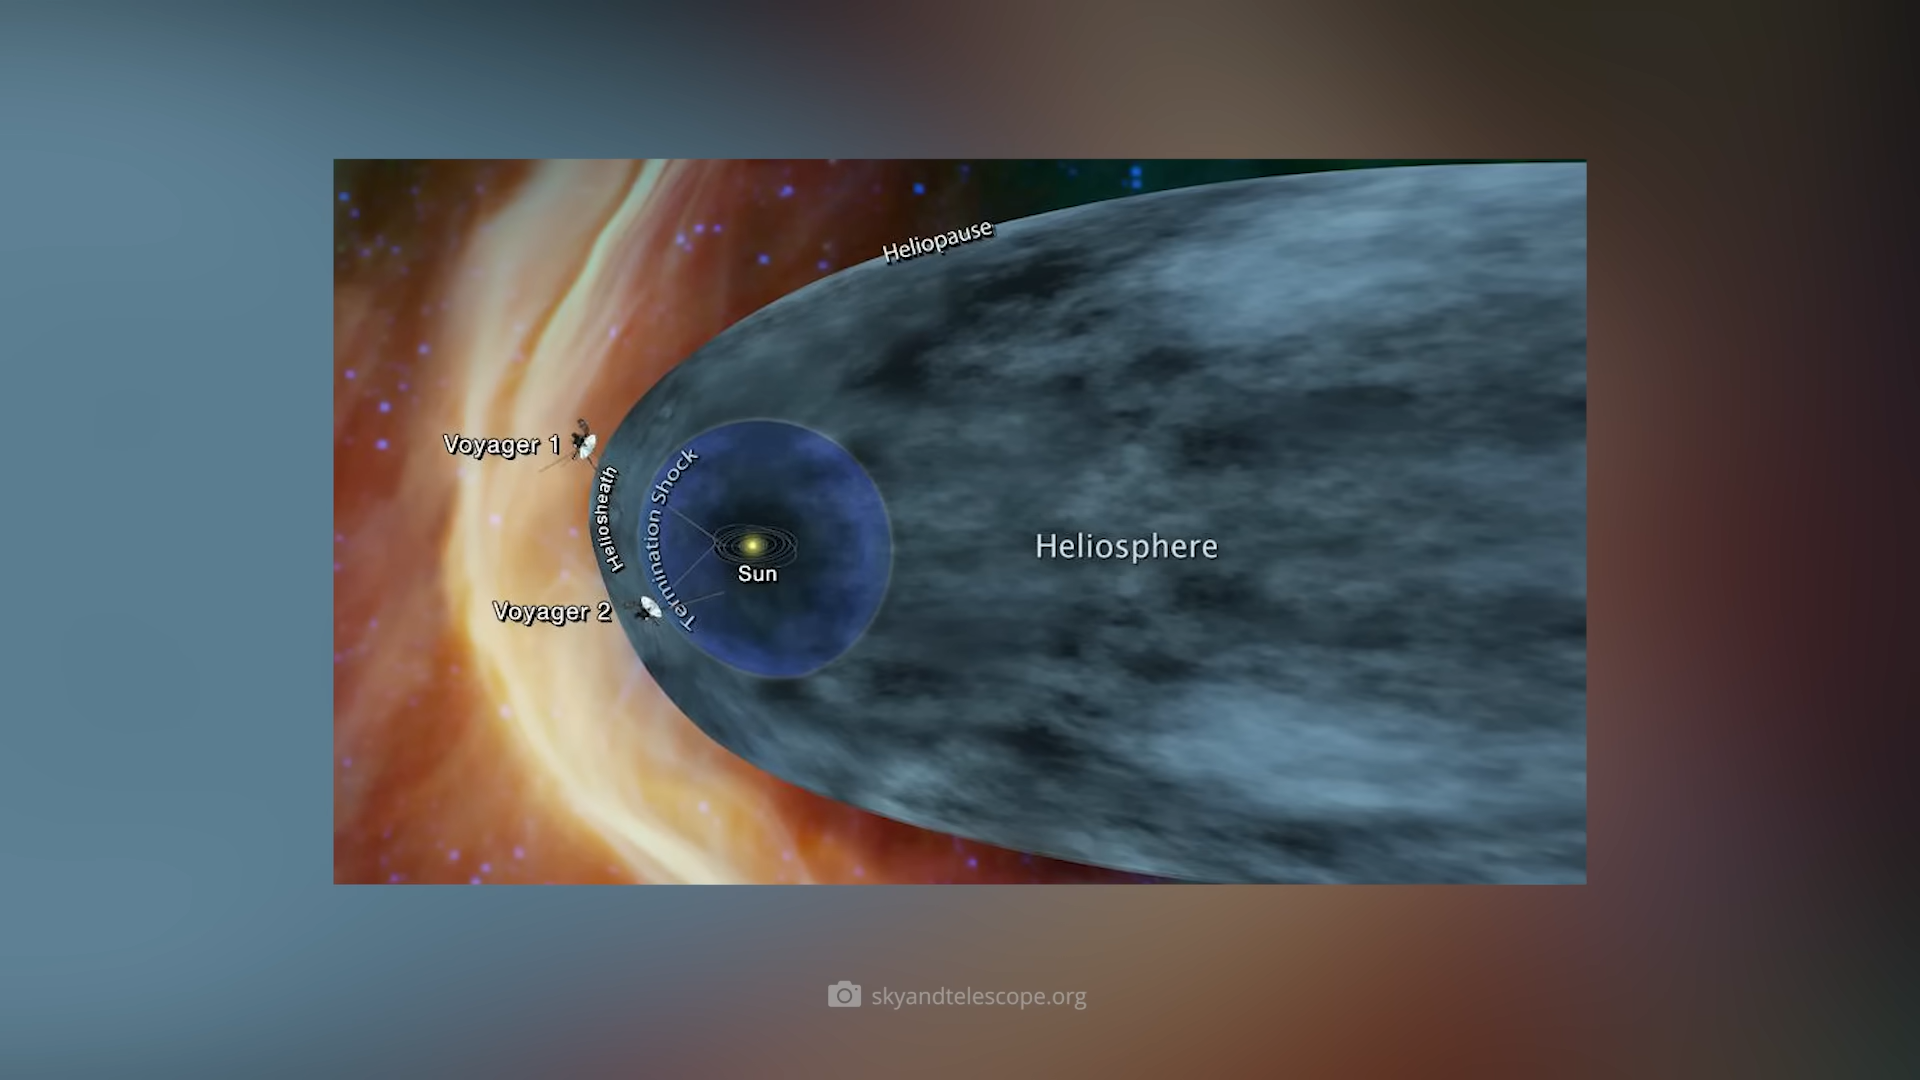 Heliopause
Voyager 1
Heliosheath
Termination Shock
Sun
Heliosphere
Voyager 2
skyandtelescope.org